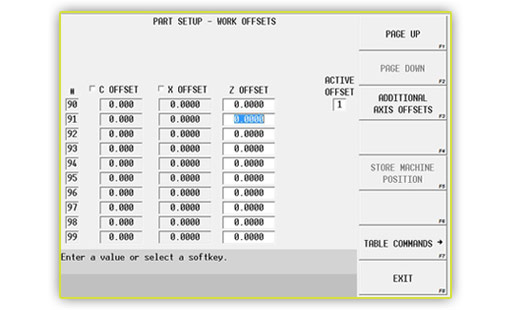 PART SETUP - WORK OFFSETS
PAGE UP
F1
PAGE DOWN
F2
ACTIVE
OFFSET
1
# C OFFSET X OFFSET Z OFFSET
90 0.000 0.0000 0.0000
91 0.000 0.0000 0.0000
92 0.000 0.0000 0.0000
93 0.000 0.0000 0.0000
94 0.000 0.0000 0.0000
95 0.000 0.0000 0.0000
96 0.000 0.0000 0.0000
97 0.000 0.0000 0.0000
98 0.000 0.0000 0.0000
99 0.000 0.0000 0.0000
ADDITIONAL
AXIS OFFSETS
F3
F4
STORE MACHINE
POSITION
F5
F6
TABLE COMMANDS →
F7
Enter a value or select a softkey.
EXIT
F8